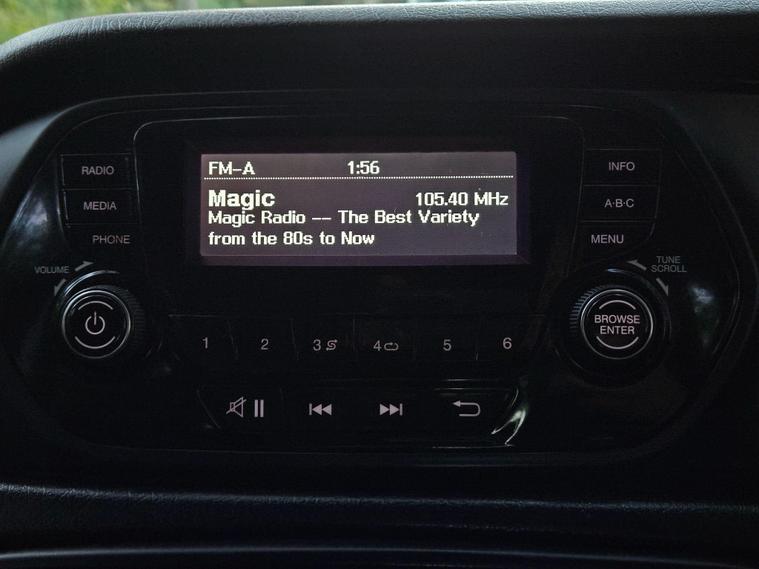 FM-A 1:56
Magic 105.40 MHz
Magic Radio -- The Best Variety
from the 80s to Now
RADIO
MEDIA
PHONE
VOLUME
INFO
A·B·C
MENU
TUNE
SCROLL
BROWSE
ENTER
1 2 3 4 5 6